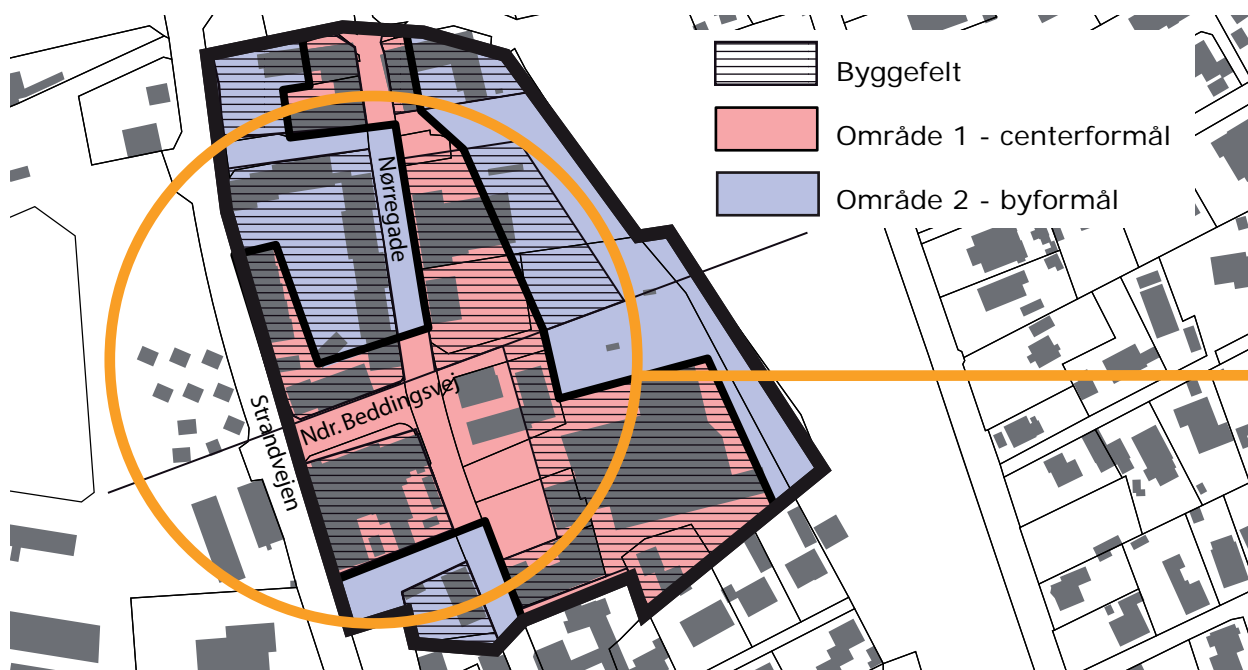 Byggefelt
Område 1 - centerformål
Område 2 - byformål
Nørregade
Ndr. Beddingsvej
Strandvejen